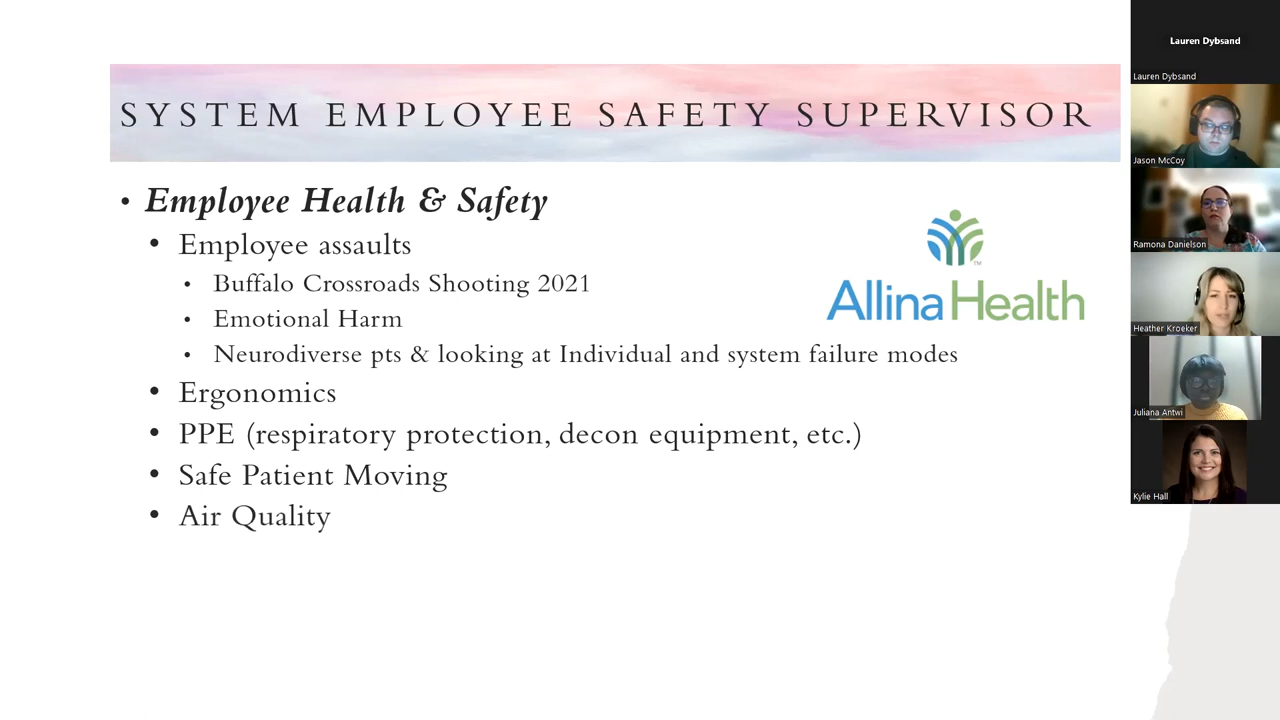 SYSTEM EMPLOYEE SAFETY SUPERVISOR
• Employee Health & Safety
• Employee assaults
• Buffalo Crossroads Shooting 2021
• Emotional Harm
• Neurodiverse pts & looking at Individual and system failure modes
• Ergonomics
• PPE (respiratory protection, decon equipment, etc.)
• Safe Patient Moving
• Air Quality
TM
Allina Health
Lauren Dybsand
Lauren Dybsand
Jason McCoy
Ramona Danielson
Heather Kroeker
Juliana Antwi
Kylie Hall